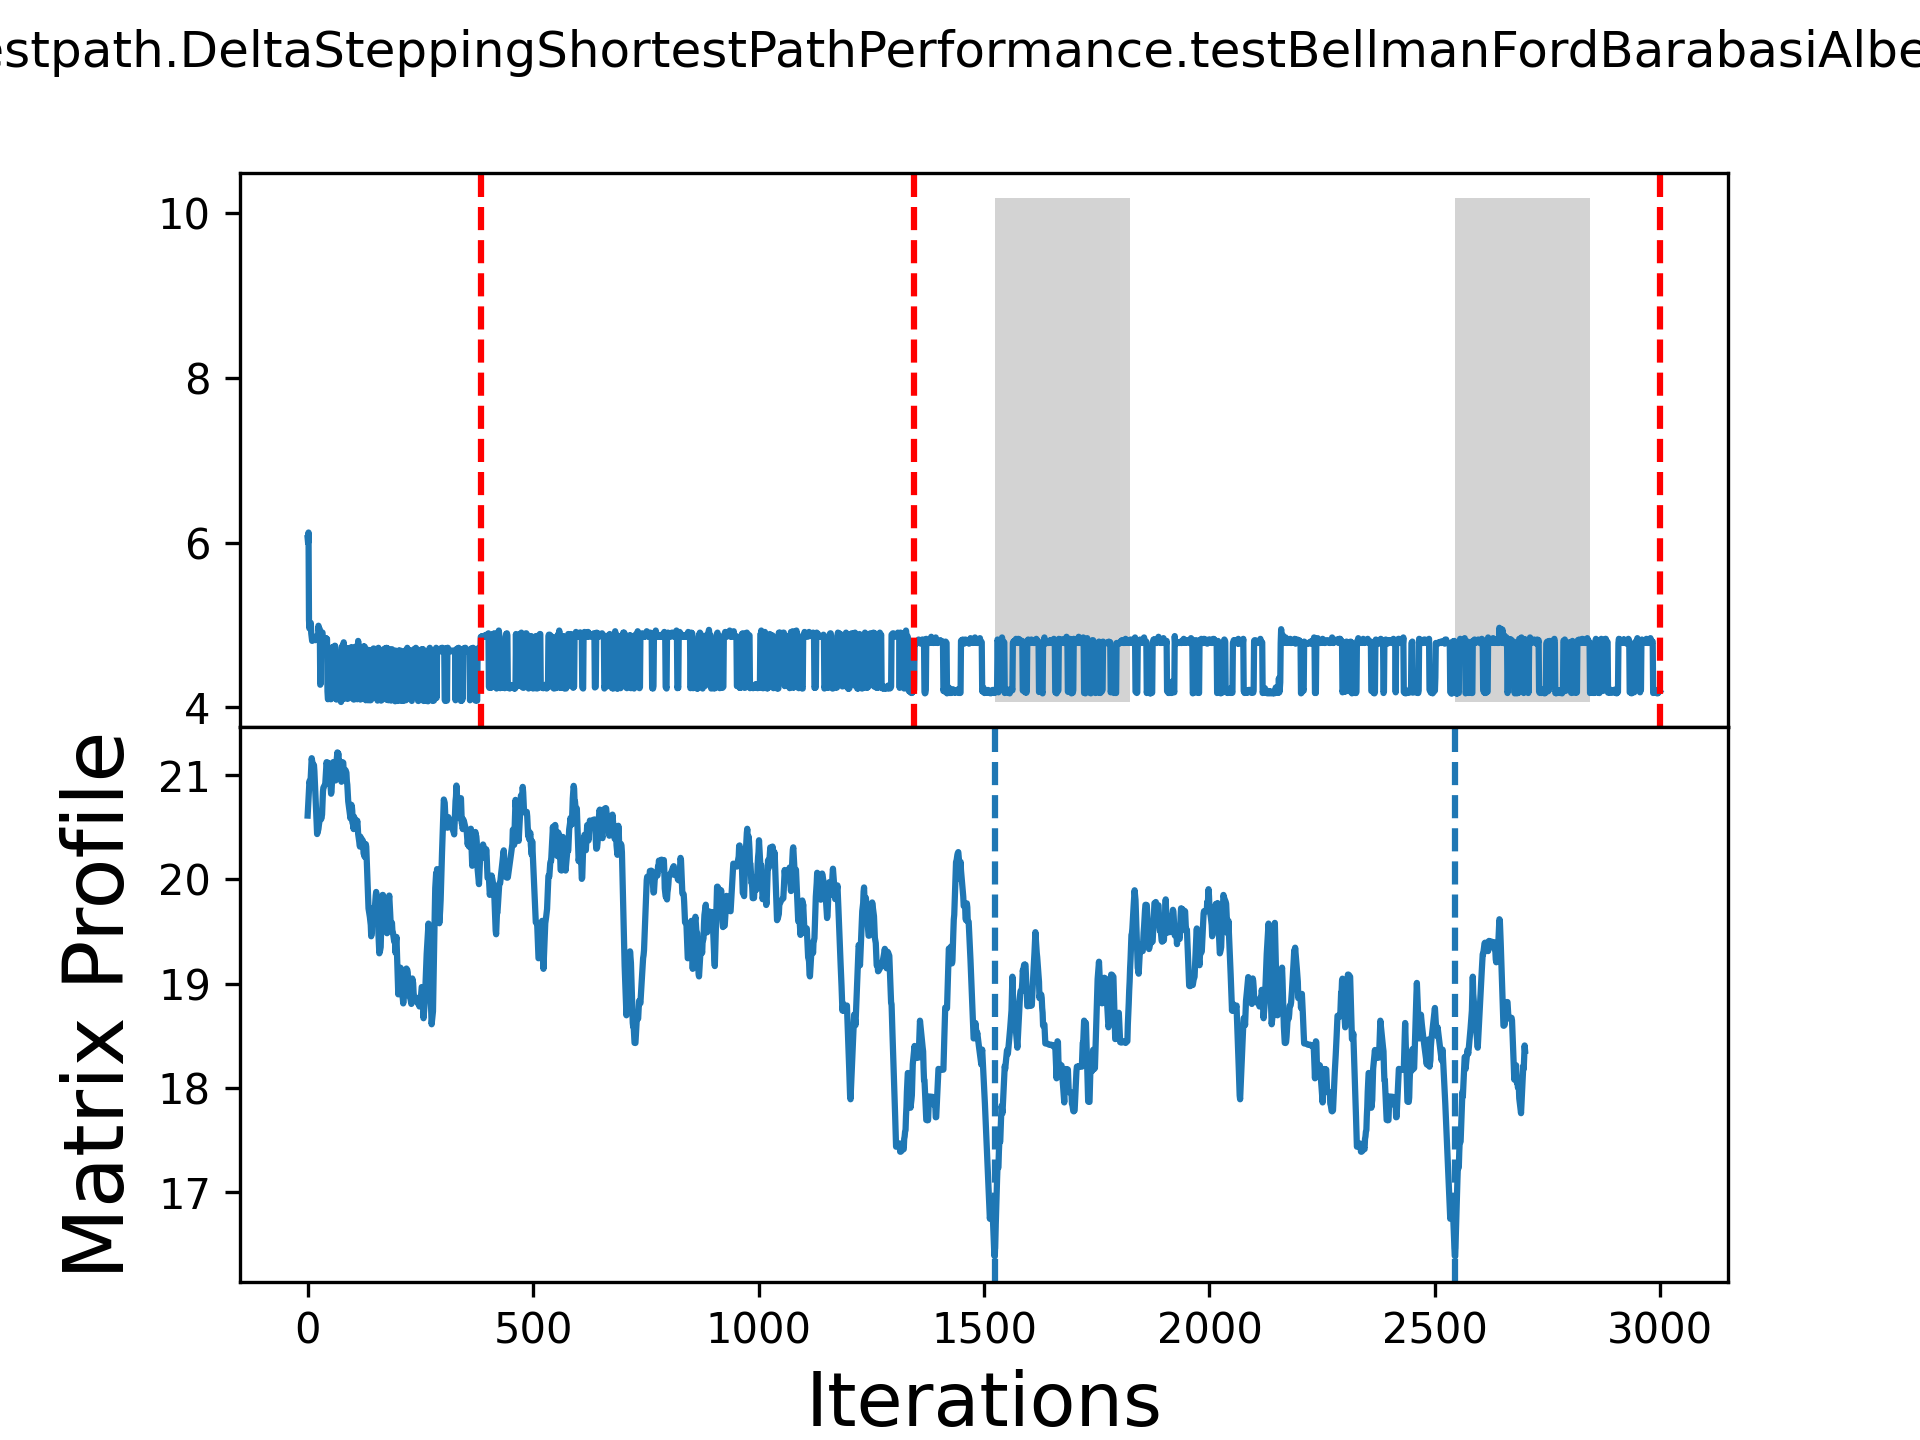 estpath.DeltaSteppingShortestPathPerformance.testBellmanFordBarabasiAlbe
10
8
6
4
Matrix Profile
21
20
19
18
17
0 500 1000 1500 2000 2500 3000
Iterations